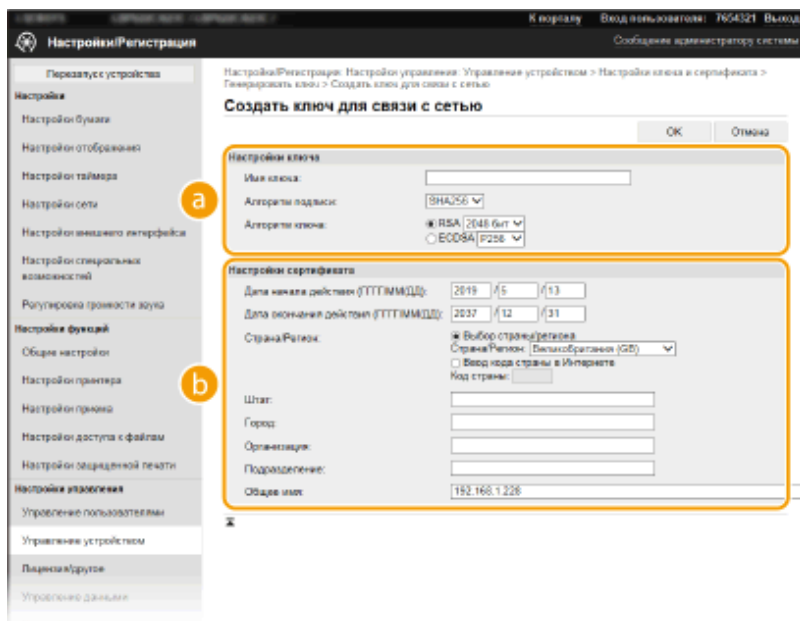 К порталу Вход пользователя: 7654321 Выход
Настройки/Регистрация
Сообщение администратору системы
Перезапуск устройства
Настройки
Настройки бумаги
Настройки отображения
Настройки таймера
Настройки сети
Настройки внешнего интерфейса
Настройки специальных
возможностей
Регулировка громкости звука
Настройки функций
Общие настройки
Настройки принтера
Настройки приема
Настройки доступа к файлам
Настройки защищенной печати
Настройки управления
Управление пользователями
Управление устройством
Лицензия/другое
Управление данными
Настройки/Регистрация: Настройки управления: Управление устройством > Настройки ключа и сертификата >
Генерировать ключ > Создать ключ для связи с сетью
Создать ключ для связи с сетью
OK Отмена
a
Настройки ключа
Имя ключа:
Алгоритм подписи: SHA256
Алгоритм ключа: RSA 2048 бит
ECDSA P256
b
Настройки сертификата
Дата начала действия (ГГГГ/ММ/ДД): 2019 / 5 / 13
Дата окончания действия (ГГГГ/ММ/ДД): 2037 / 12 / 31
Страна/Регион: Выбор страны/региона
Страна/Регион: Великобритания (GB)
Ввод кода страны в Интернете
Код страны:
Штат:
Город:
Организация:
Подразделение:
Общее имя: 192.168.1.228